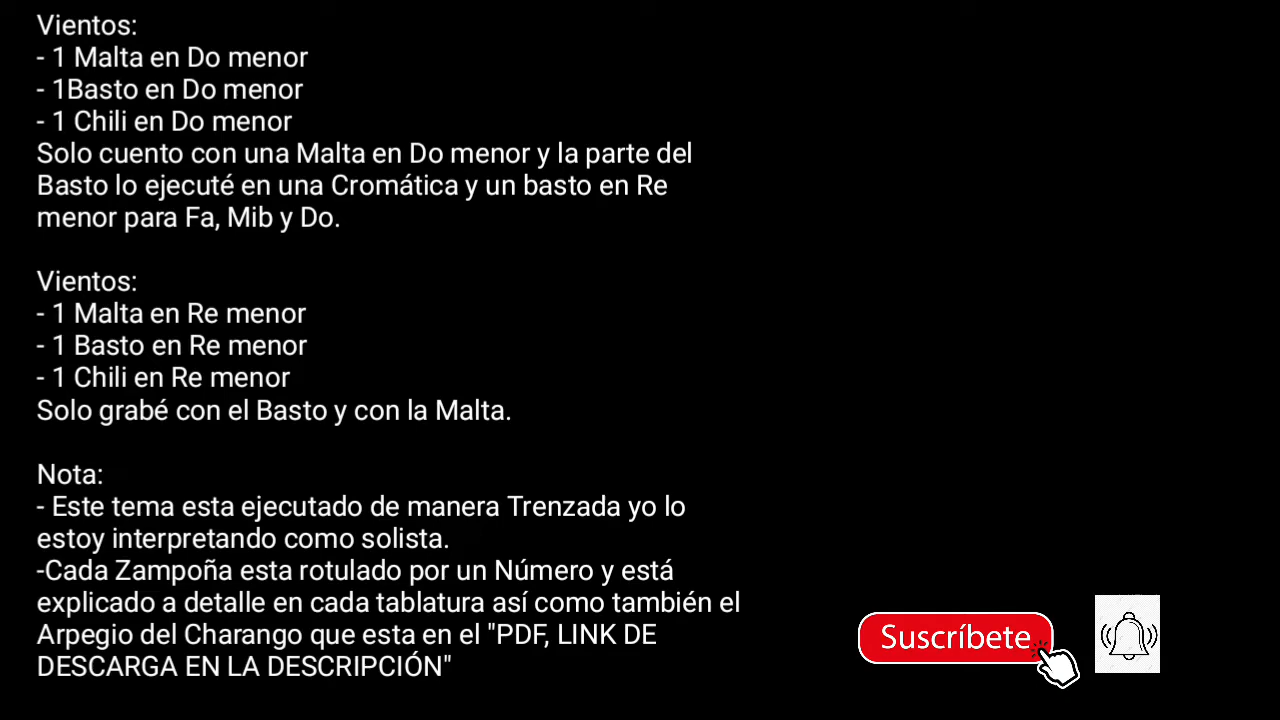 Vientos:
- 1 Malta en Do menor
- 1Basto en Do menor
- 1 Chili en Do menor
Solo cuento con una Malta en Do menor y la parte del
Basto lo ejecuté en una Cromática y un basto en Re
menor para Fa, Mib y Do.
Vientos:
- 1 Malta en Re menor
- 1 Basto en Re menor
- 1 Chili en Re menor
Solo grabé con el Basto y con la Malta.
Nota:
- Este tema esta ejecutado de manera Trenzada yo lo
estoy interpretando como solista.
-Cada Zampoña esta rotulado por un Número y está
explicado a detalle en cada tablatura así como también el
Arpegio del Charango que esta en el "PDF, LINK DE
DESCARGA EN LA DESCRIPCIÓN"
Suscríbete